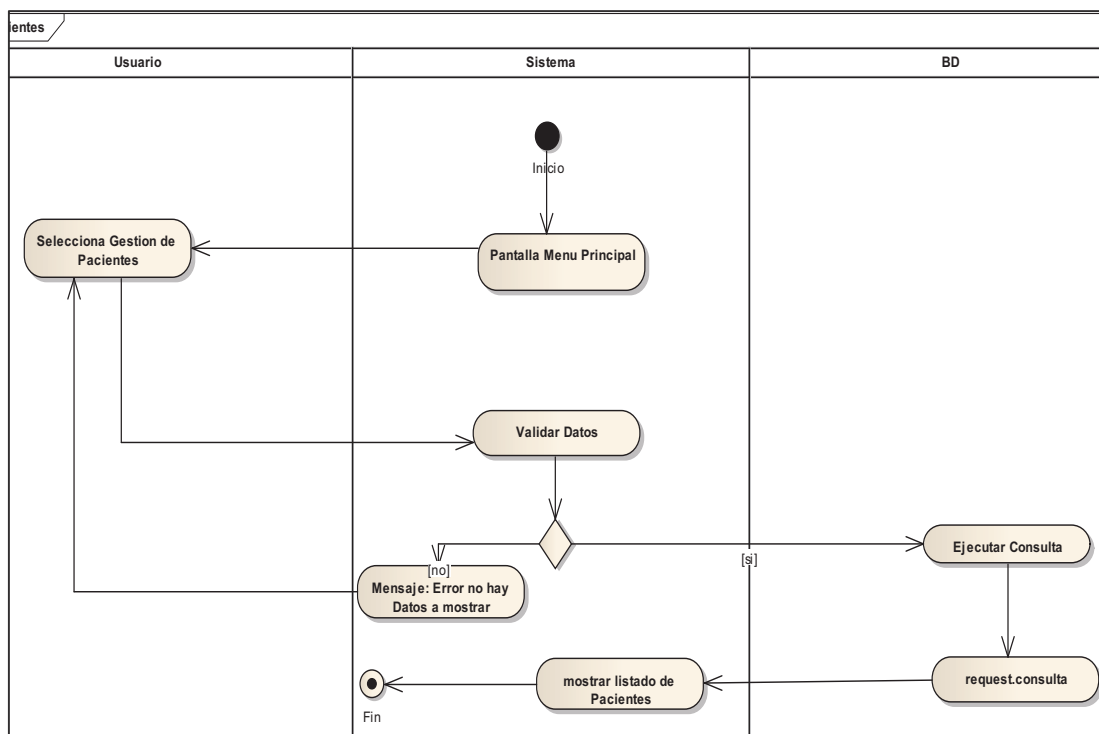 ientes
Usuario
Sistema
BD
Inicio
Selecciona Gestion de
Pacientes
Pantalla Menu Principal
Validar Datos
[no]
[si]
Ejecutar Consulta
Mensaje: Error no hay
Datos a mostrar
mostrar listado de
Pacientes
request.consulta
Fin